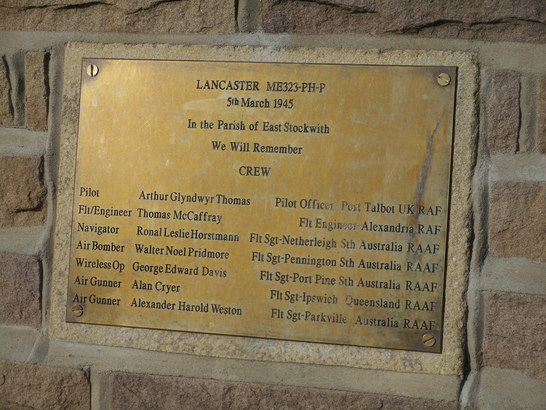 LANCASTER ME323-PH-P
5th March 1945
In the Parish of East Stockwith
We Will Remember
CREW
Pilot Arthur Glyndwyr Thomas Pilot Officer Port Talbot UK RAF
Flt/Engineer Thomas McCaffray Flt Engineer Alexandria RAF
Navigator Ronal Leslie Horstmann Flt Sgt-Netherleigh Sth Australia RAAF
Air Bomber Walter Noel Pridmore Flt Sgt-Pennington Sth Australia RAAF
Wireless Op George Edward Davis Flt Sgt-Port Pine Sth Australia RAAF
Air Gunner Alan Cryer Flt Sgt-Ipswich Queensland RAAF
Air Gunner Alexander Harold Weston Flt Sgt-Parkville Australia RAAF